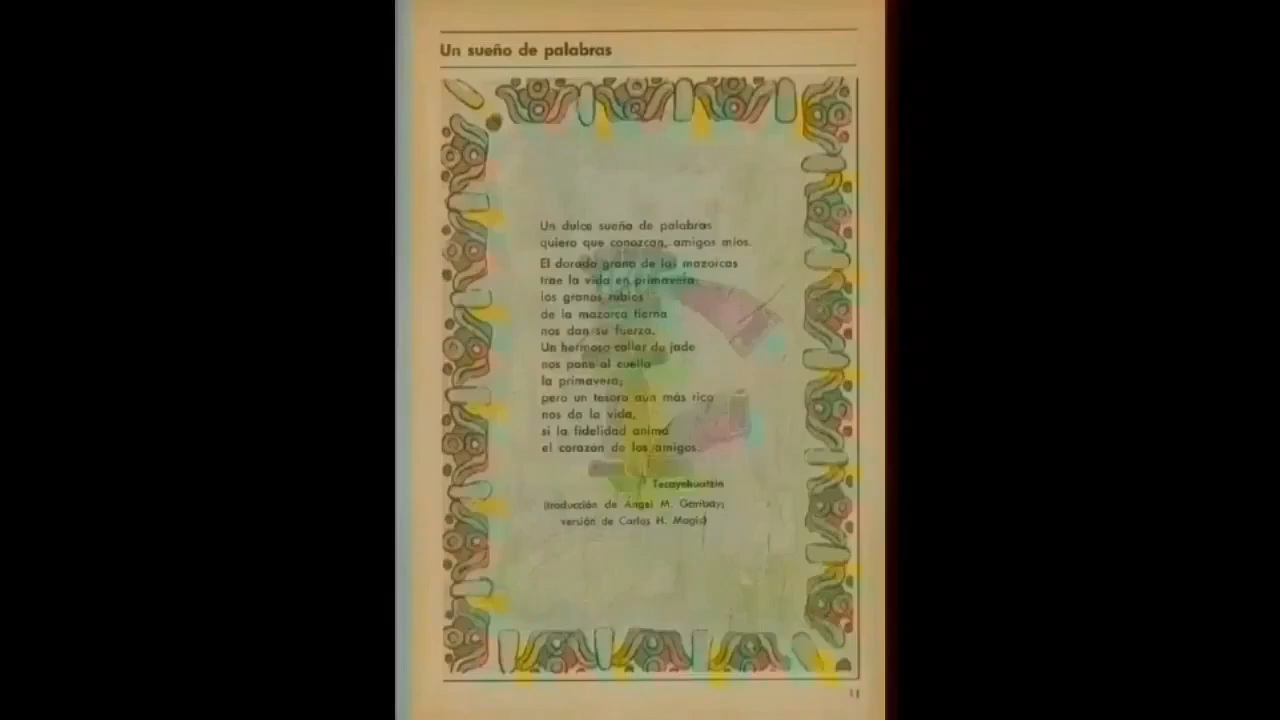 Un sueño de palabras
Un dulce sueño de palabras
quiero que conozcan, amigos míos.
El dorado grano de las mazorcas
trae la vida en primavera;
los granos rubios
de la mazorca tierna
nos dan su fuerza.
Un hermoso collar de jade
nos pone al cuello
la primavera;
pero un tesoro aún más rico
nos da la vida,
si la fidelidad anima
el corazón de los amigos.
Tecayehuatzin
(traducción de Ángel M. Garibay;
versión de Carlos H. Magis)
11